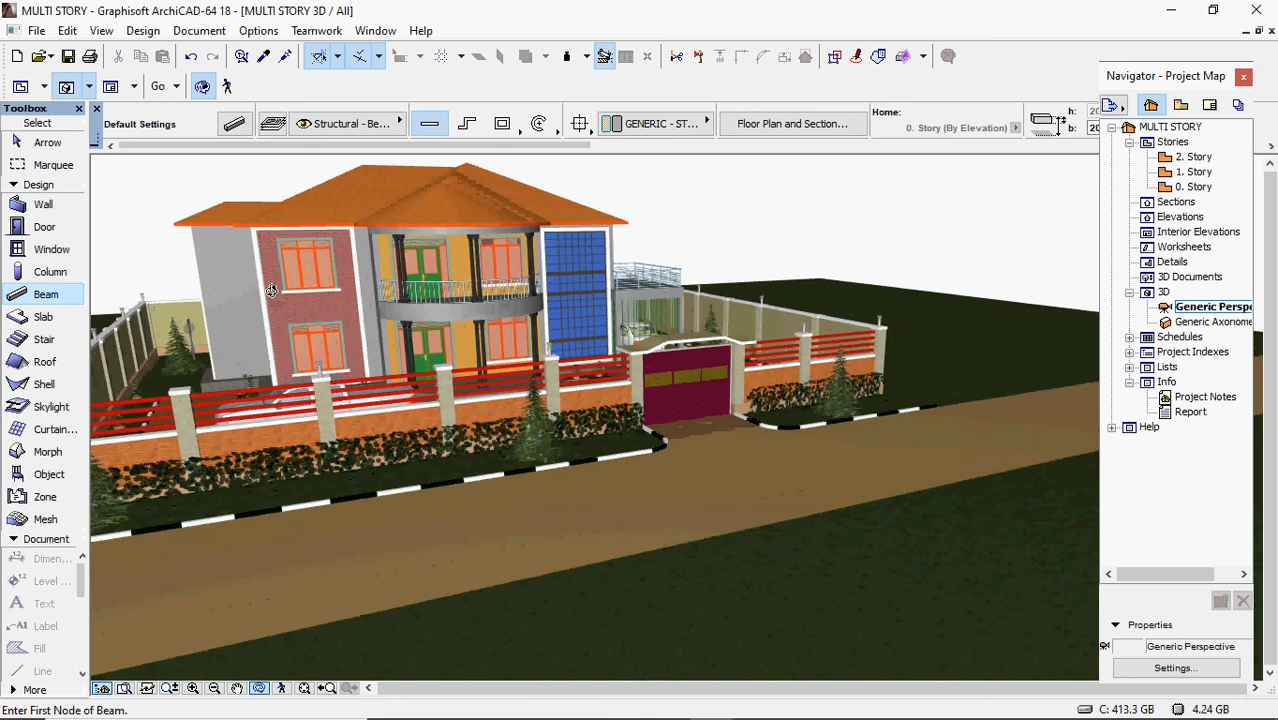 MULTI STORY - Graphisoft ArchiCAD-64 18 - [MULTI STORY 3D / All]
File Edit View Design Document Options Teamwork Window Help
Go
Toolbox
Select
Arrow
Marquee
Design
Wall
Door
Window
Column
Beam
Slab
Stair
Roof
Shell
Skylight
Curtain...
Morph
Object
Zone
Mesh
Document
Dimen...
Level ...
Text
Label
Fill
Line
More
Default Settings
Structural - Be...
GENERIC - ST...
Floor Plan and Section...
Home:
0. Story (By Elevation)
h:
b:
Navigator - Project Map
MULTI STORY
Stories
2. Story
1. Story
0. Story
Sections
Elevations
Interior Elevations
Worksheets
Details
3D Documents
3D
Generic Perspe
Generic Axonome
Schedules
Project Indexes
Lists
Info
Project Notes
Report
Help
Properties
Generic Perspective
Settings...
Enter First Node of Beam.
C: 413.3 GB
4.24 GB